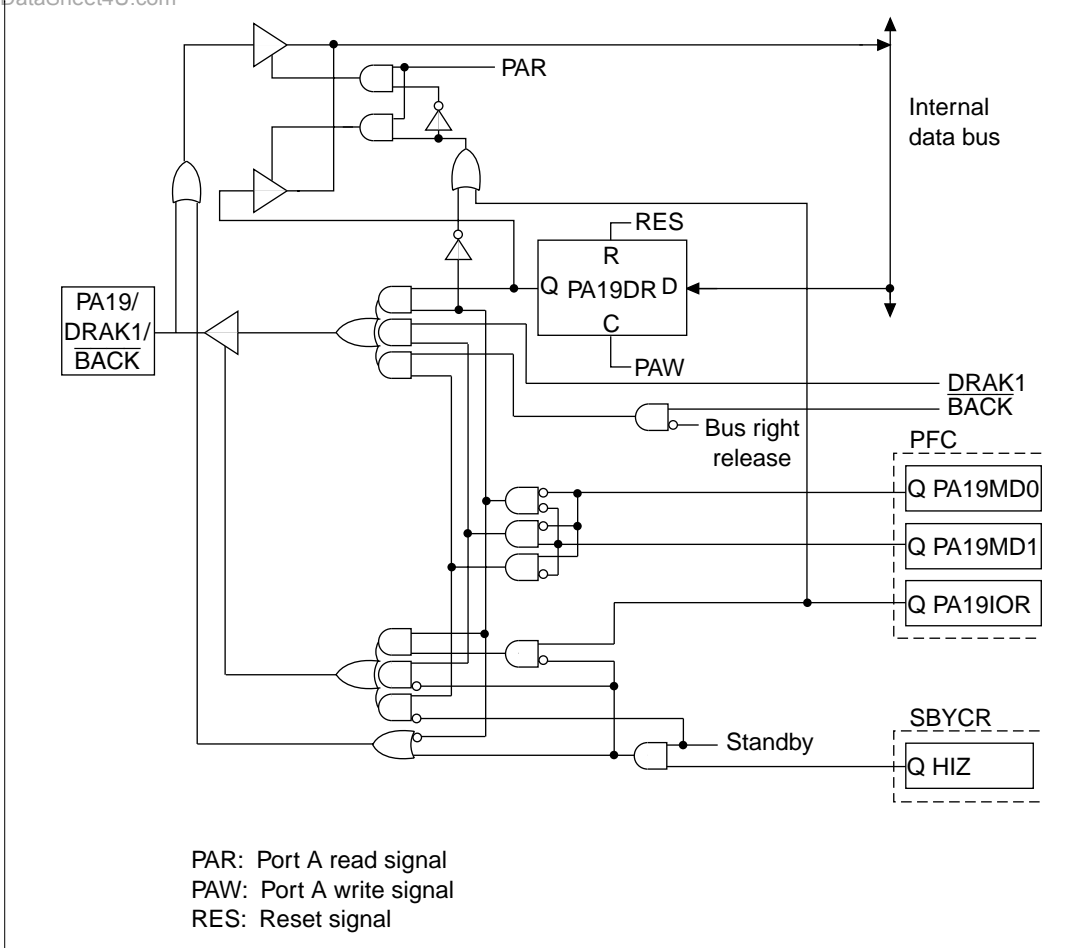 DataSheet4U.com
PAR
Internal
data bus
RES
R
Q PA19DR D
C
PAW
PA19/
DRAK1/
BACK
DRAK1
BACK
Bus right
release
PFC
Q PA19MD0
Q PA19MD1
Q PA19IOR
SBYCR
Standby
Q HIZ
PAR: Port A read signal
PAW: Port A write signal
RES: Reset signal